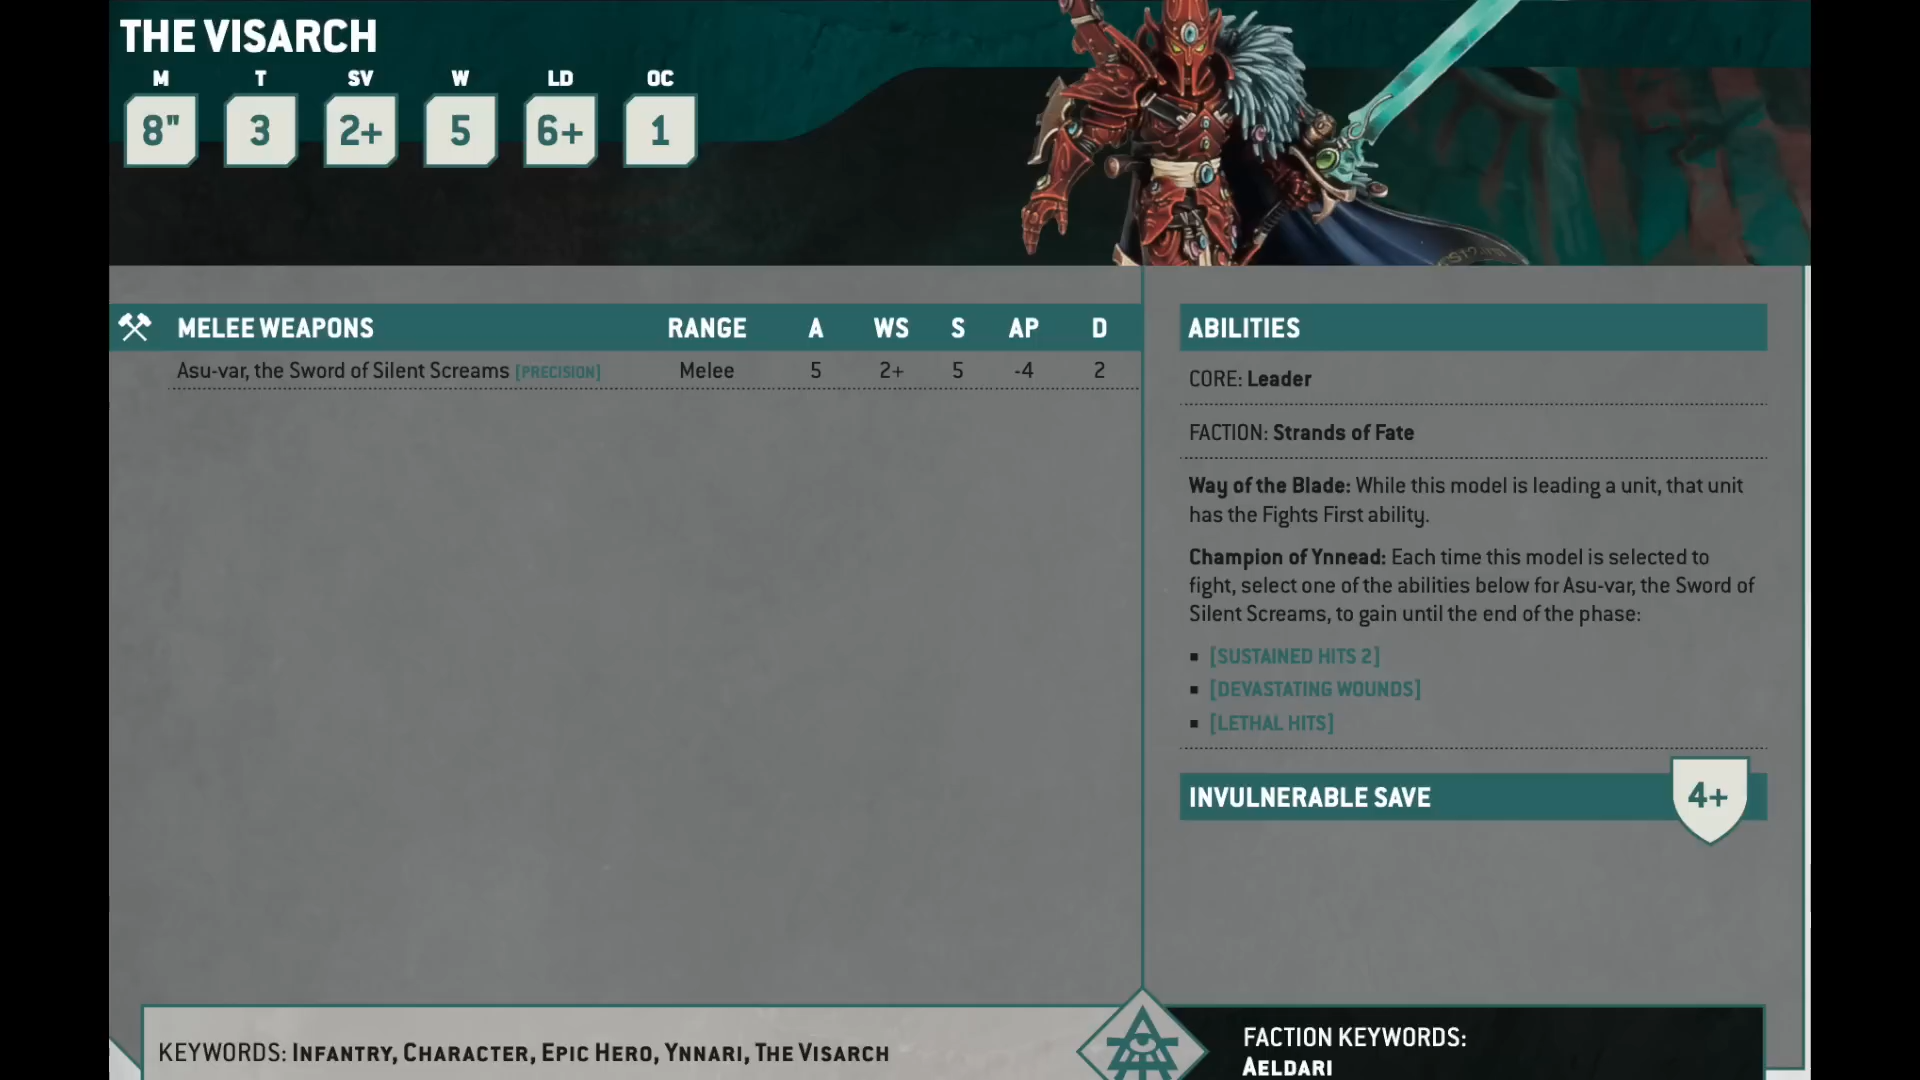 THE VISARCH
M T SV W LD OC
8" 3 2+ 5 6+ 1
MELEE WEAPONS RANGE A WS S AP D
Asu-var, the Sword of Silent Screams [PRECISION] Melee 5 2+ 5 -4 2
ABILITIES
CORE: Leader
FACTION: Strands of Fate
Way of the Blade: While this model is leading a unit, that unit
has the Fights First ability.
Champion of Ynnead: Each time this model is selected to
fight, select one of the abilities below for Asu-var, the Sword of
Silent Screams, to gain until the end of the phase:
▪ [SUSTAINED HITS 2]
▪ [DEVASTATING WOUNDS]
▪ [LETHAL HITS]
INVULNERABLE SAVE 4+
KEYWORDS: INFANTRY, CHARACTER, EPIC HERO, YNNARI, THE VISARCH
FACTION KEYWORDS:
AELDARI